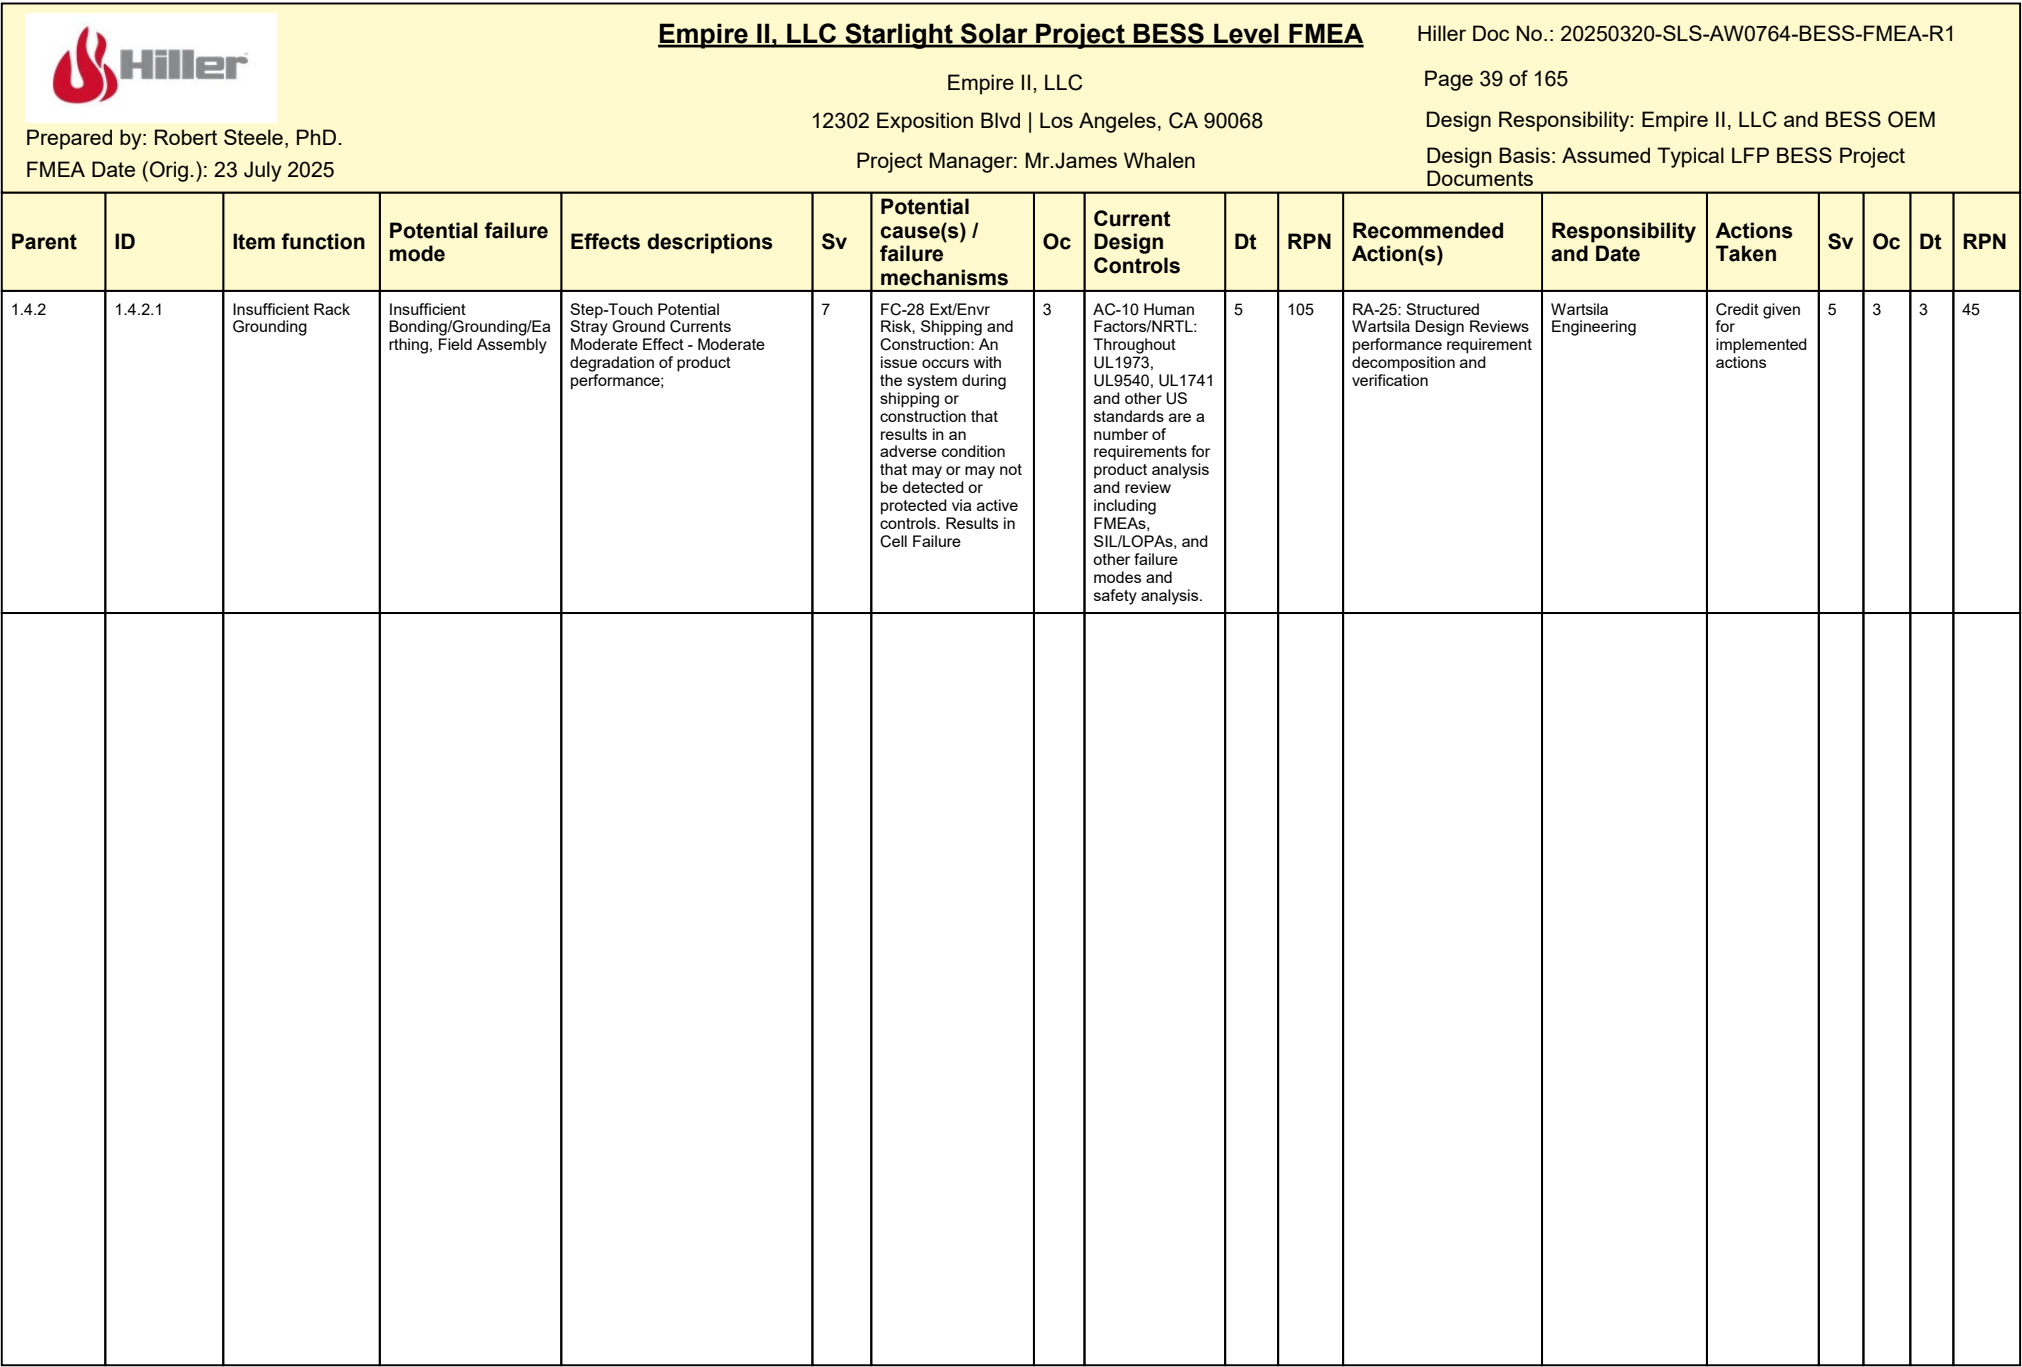 Hiller
Prepared by: Robert Steele, PhD.
FMEA Date (Orig.): 23 July 2025
Empire II, LLC Starlight Solar Project BESS Level FMEA
Empire II, LLC
12302 Exposition Blvd | Los Angeles, CA 90068
Project Manager: Mr.James Whalen
Hiller Doc No.: 20250320-SLS-AW0764-BESS-FMEA-R1
Page 39 of 165
Design Responsibility: Empire II, LLC and BESS OEM
Design Basis: Assumed Typical LFP BESS Project
Documents
Parent
ID
Item function
Potential failure
mode
Effects descriptions
Sv
Potential
cause(s) /
failure
mechanisms
Oc
Current
Design
Controls
Dt
RPN
Recommended
Action(s)
Responsibility
and Date
Actions
Taken
Sv
Oc
Dt
RPN
1.4.2
1.4.2.1
Insufficient Rack
Grounding
Insufficient
Bonding/Grounding/Ea
rthing, Field Assembly
Step-Touch Potential
Stray Ground Currents
Moderate Effect - Moderate
degradation of product
performance;
7
FC-28 Ext/Envr
Risk, Shipping and
Construction: An
issue occurs with
the system during
shipping or
construction that
results in an
adverse condition
that may or may not
be detected or
protected via active
controls. Results in
Cell Failure
3
AC-10 Human
Factors/NRTL:
Throughout
UL1973,
UL9540, UL1741
and other US
standards are a
number of
requirements for
product analysis
and review
including
FMEAs,
SIL/LOPAs, and
other failure
modes and
safety analysis.
5
105
RA-25: Structured
Wartsila Design Reviews
performance requirement
decomposition and
verification
Wartsila
Engineering
Credit given
for
implemented
actions
5
3
3
45